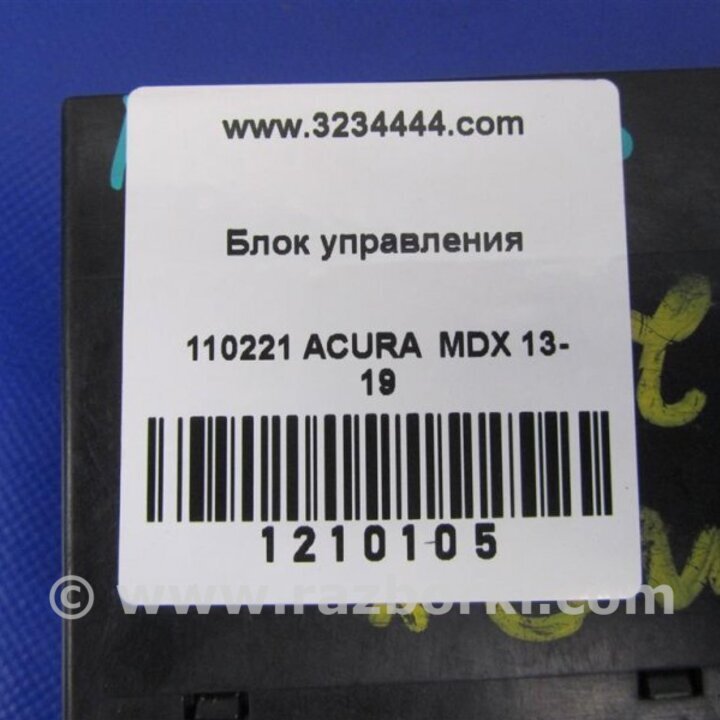 www.3234444.com
Блок управления
110221 ACURA MDX 13-
19
1210105
© www.razborki.com